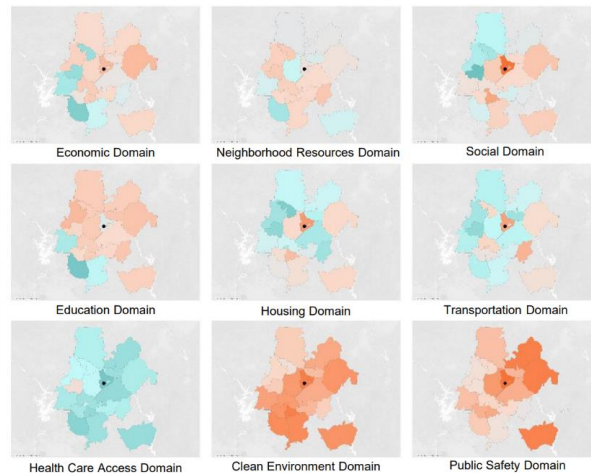 Economic Domain
Neighborhood Resources Domain
Social Domain
Education Domain
Housing Domain
Transportation Domain
Health Care Access Domain
Clean Environment Domain
Public Safety Domain